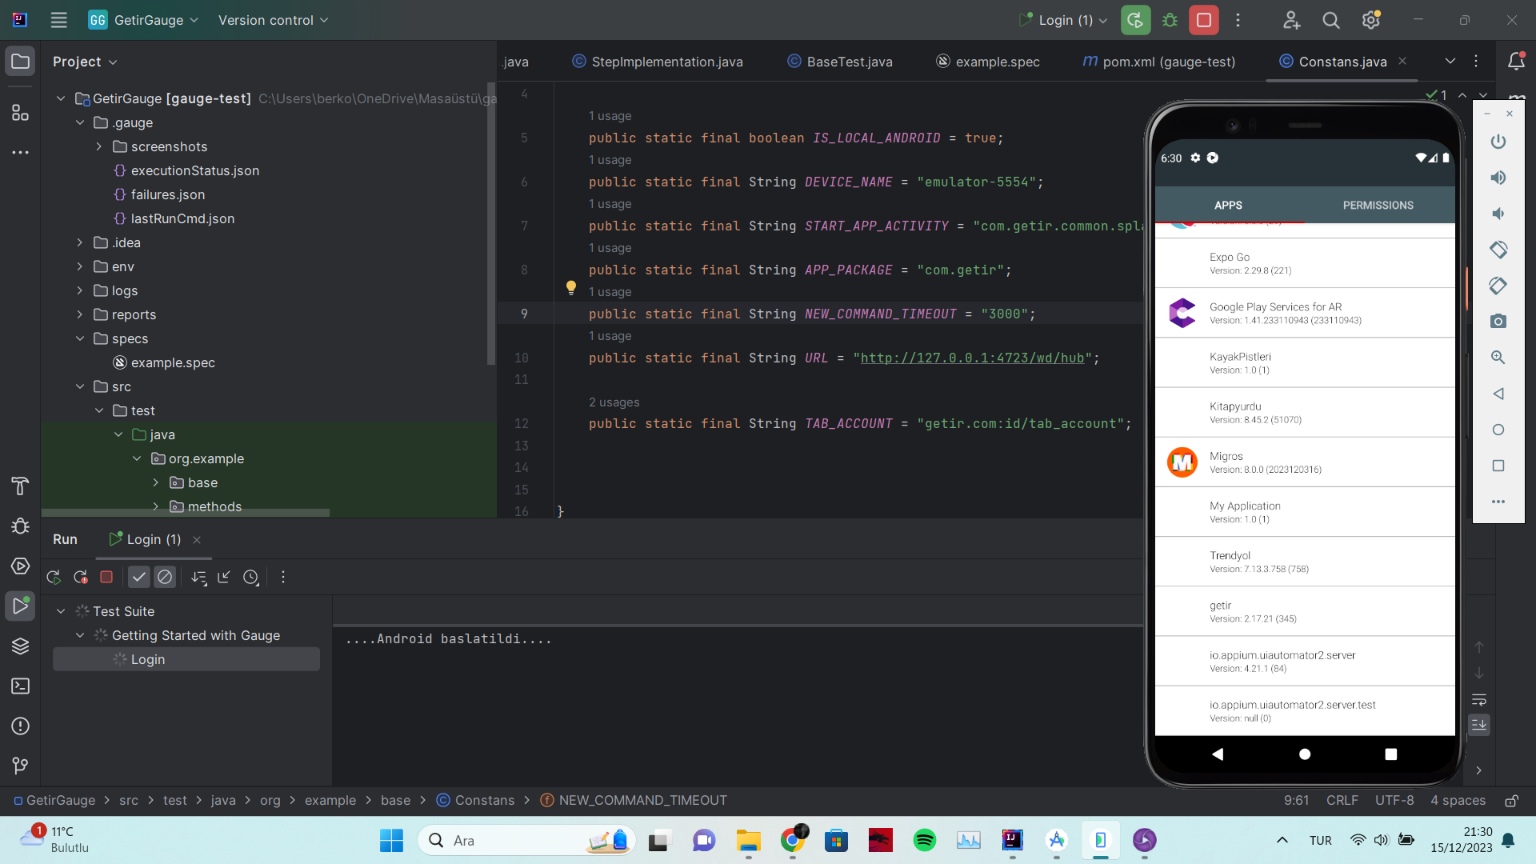 GG GetirGauge
Version control
Login (1)
Project
.java
StepImplementation.java
BaseTest.java
example.spec
pom.xml (gauge-test)
Constans.java
GetirGauge [gauge-test] C:\Users\berko\OneDrive\Masaüstü\ga
.gauge
screenshots
executionStatus.json
failures.json
lastRunCmd.json
.idea
env
logs
reports
specs
example.spec
src
test
java
org.example
base
methods
1
4
1 usage
5 public static final boolean IS_LOCAL_ANDROID = true;
1 usage
6 public static final String DEVICE_NAME = "emulator-5554";
1 usage
7 public static final String START_APP_ACTIVITY = "com.getir.common.spla
1 usage
8 public static final String APP_PACKAGE = "com.getir";
1 usage
9 public static final String NEW_COMMAND_TIMEOUT = "3000";
1 usage
10 public static final String URL = "http://127.0.0.1:4723/wd/hub";
11
2 usages
12 public static final String TAB_ACCOUNT = "getir.com:id/tab_account";
13
14
15
16 }
6:30
APPS
PERMISSIONS
Expo Go
Version: 2.29.8 (221)
Google Play Services for AR
Version: 1.41.233110943 (233110943)
KayakPistleri
Version: 1.0 (1)
Kitapyurdu
Version: 8.45.2 (51070)
Migros
Version: 8.0.0 (2023120316)
My Application
Version: 1.0 (1)
Trendyol
Version: 7.13.3.758 (758)
getir
Version: 2.17.21 (345)
io.appium.uiautomator2.server
Version: 4.21.1 (84)
io.appium.uiautomator2.server.test
Version: null (0)
Run
Login (1)
Test Suite
Getting Started with Gauge
Login
....Android baslatildi....
GetirGauge > src > test > java > org > example > base > Constans > NEW_COMMAND_TIMEOUT
9:61 CRLF UTF-8 4 spaces
1
11°C
Bulutlu
Ara
TUR
21:30
15/12/2023